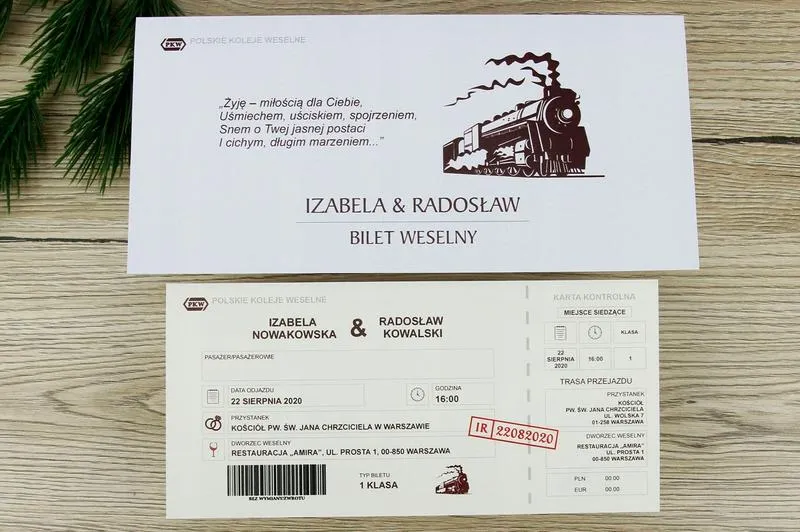 PKW POLSKIE KOLEJE WESELNE
„Żyję – miłością dla Ciebie,
Uśmiechem, uściskiem, spojrzeniem,
Snem o Twej jasnej postaci
I cichym, długim marzeniem...”
IZABELA & RADOSŁAW
BILET WESELNY
PKW POLSKIE KOLEJE WESELNE
IZABELA
NOWAKOWSKA
&
RADOSŁAW
KOWALSKI
PASAŻER/PASAŻEROWIE
DATA ODJAZDU
22 SIERPNIA 2020
GODZINA
16:00
PRZYSTANEK
KOŚCIÓŁ PW. ŚW. JANA CHRZCICIELA W WARSZAWIE
DWORZEC WESELNY
RESTAURACJA „AMIRA”, UL. PROSTA 1, 00-850 WARSZAWA
IR 22082020
BEZ WYMIANY/ZWROTU
TYP BILETU
1 KLASA
KARTA KONTROLNA
MIEJSCE SIEDZĄCE
KLASA
22
SIERPNIA
2020
16:00
1
TRASA PRZEJAZDU
PRZYSTANEK
KOŚCIÓŁ
PW. ŚW. JANA CHRZCICIELA
UL. WOLSKA 7
01-258 WARSZAWA
DWORZEC WESELNY
RESTAURACJA „AMIRA”
UL. PROSTA 1
00-850 WARSZAWA
PLN 00.00
EUR 00.00